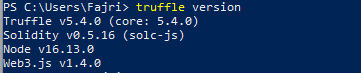 PS C:\Users\Fajri> truffle version
Truffle v5.4.0 (core: 5.4.0)
Solidity v0.5.16 (solc-js)
Node v16.13.0
Web3.js v1.4.0